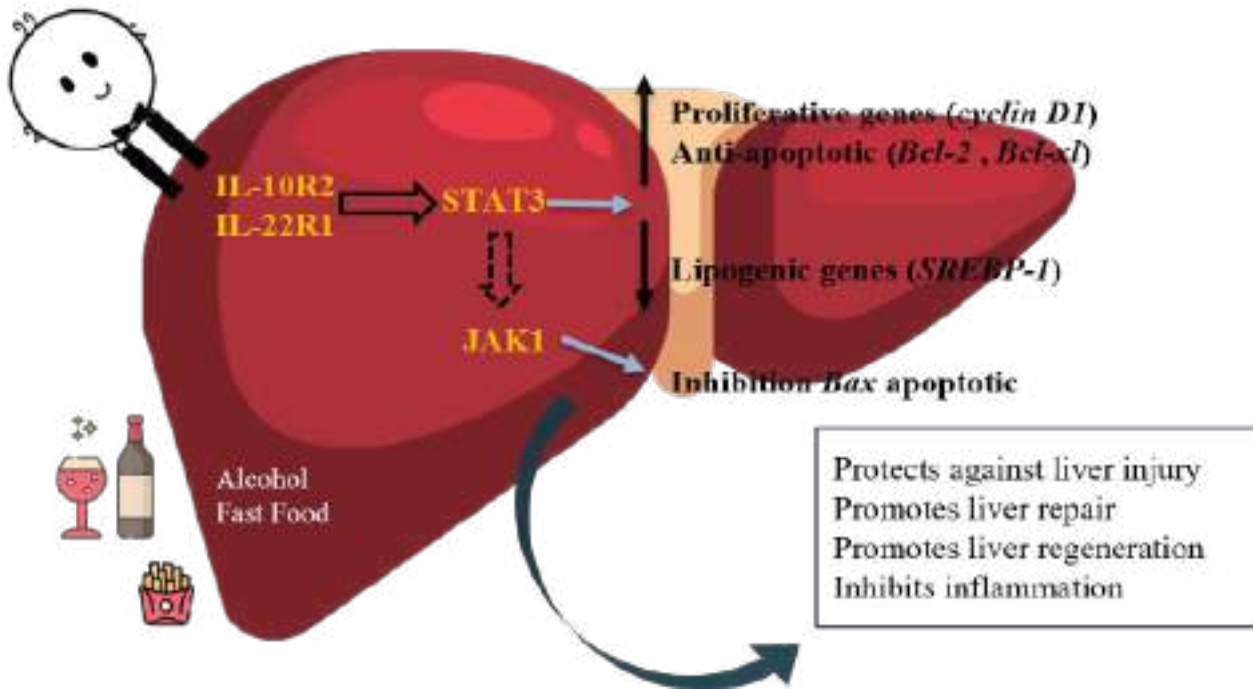 Proliferative genes (cyclin D1)
Anti-apoptotic (Bcl-2 , Bcl-xl)
IL-10R2
IL-22R1
STAT3
Lipogenic genes (SREBP-1)
JAK1
Inhibition Bax apoptotic
Alcohol
Fast Food
Protects against liver injury
Promotes liver repair
Promotes liver regeneration
Inhibits inflammation